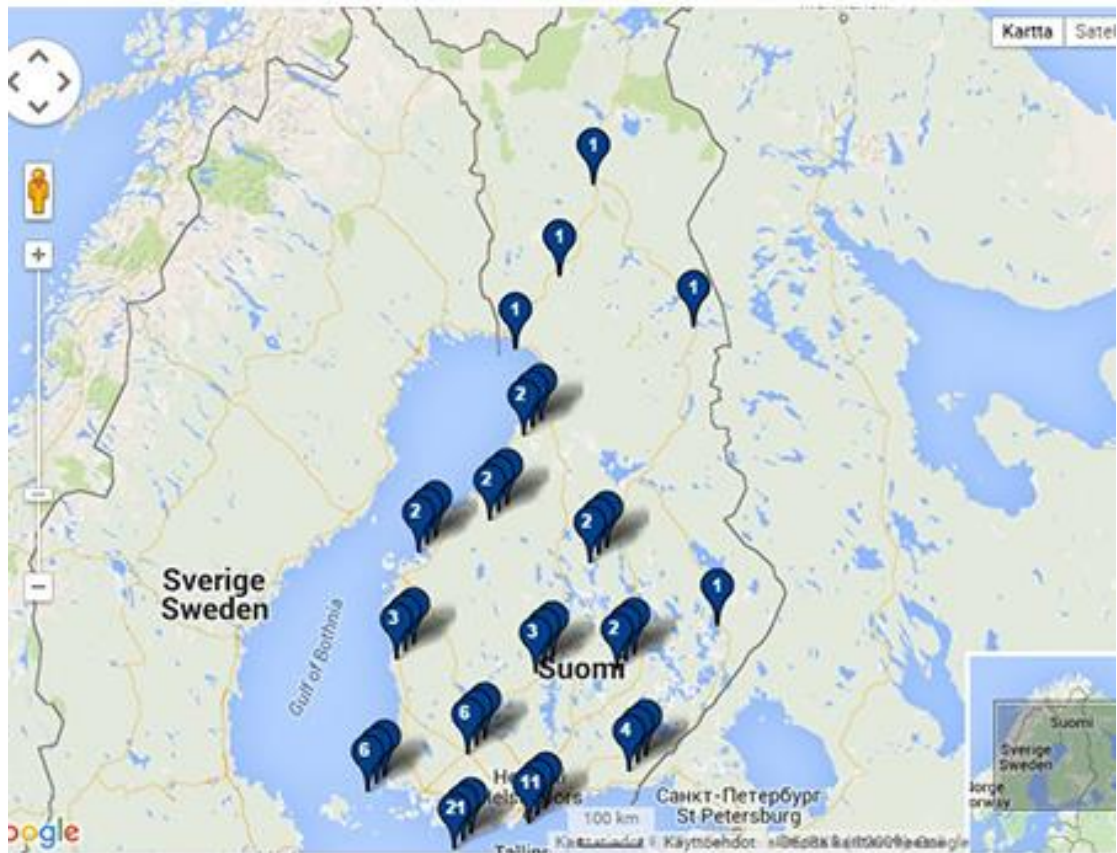 Kartta
Satel
1
1
1
1
2
2
2
2
1
3
3
2
Sverige
Sweden
Gulf of Bothnia
Suomi
6
4
6
11
21
100 km
Санкт-Петербург
St Petersburg
Käyttöehdot
Suomi
Sverige
Sweden